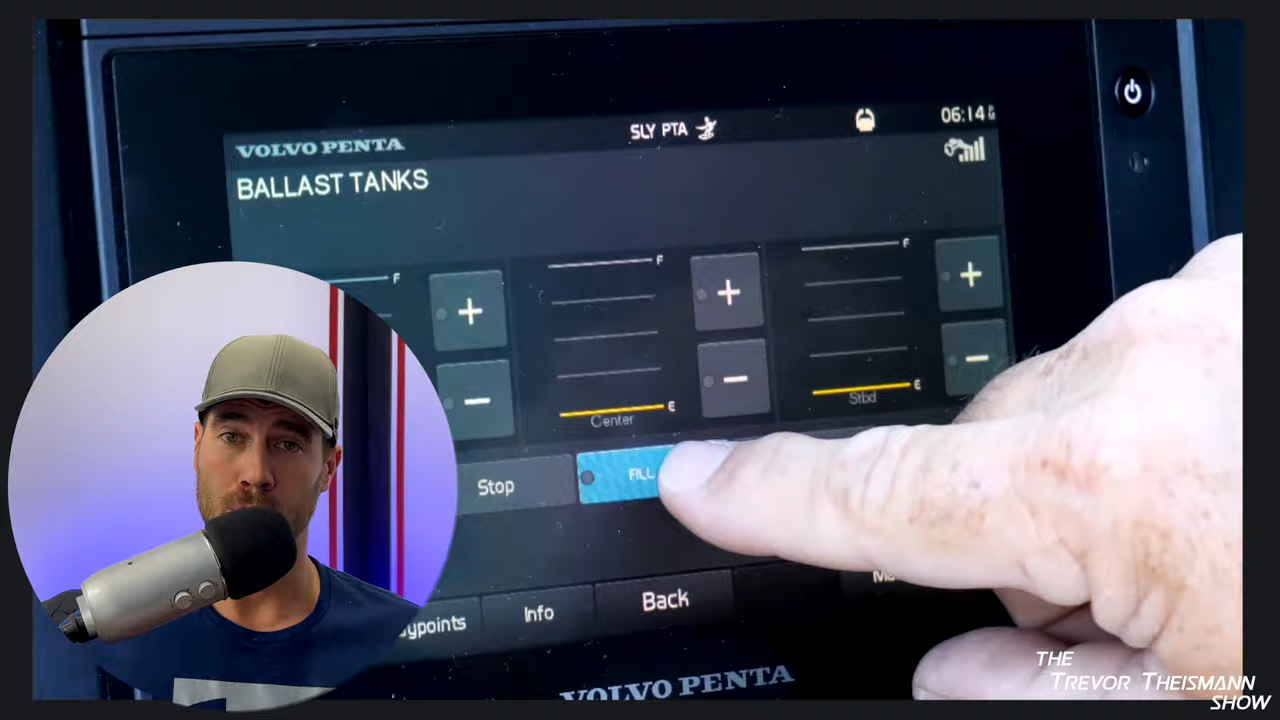 VOLVO PENTA
SLY PTA
06:14
BALLAST TANKS
F
F
F
+
+
+
−
−
−
E
E
Center
Stbd
Stop
FILL
Info
Back
VOLVO PENTA
THE
TREVOR THEISMANN
SHOW